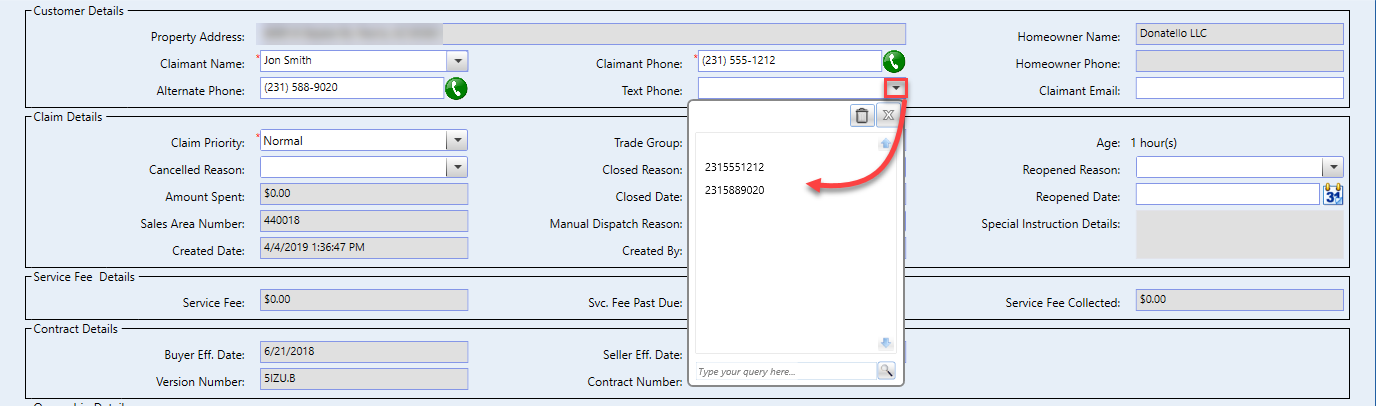 Customer Details
Property Address:
Homeowner Name: Donatello LLC
Claimant Name: * Jon Smith
Claimant Phone: * (231) 555-1212
Homeowner Phone:
Alternate Phone: (231) 588-9020
Text Phone:
Claimant Email:
Claim Details
Claim Priority: * Normal
Trade Group:
Age: 1 hour(s)
Cancelled Reason:
Closed Reason:
Reopened Reason:
2315551212
2315889020
Amount Spent: $0.00
Closed Date:
Reopened Date: 31
Sales Area Number: 440018
Manual Dispatch Reason:
Special Instruction Details:
Created Date: 4/4/2019 1:36:47 PM
Created By:
Service Fee Details
Service Fee: $0.00
Svc. Fee Past Due:
Service Fee Collected: $0.00
Contract Details
Buyer Eff. Date: 6/21/2018
Seller Eff. Date:
Type your query here...
Version Number: 5IZU.B
Contract Number: